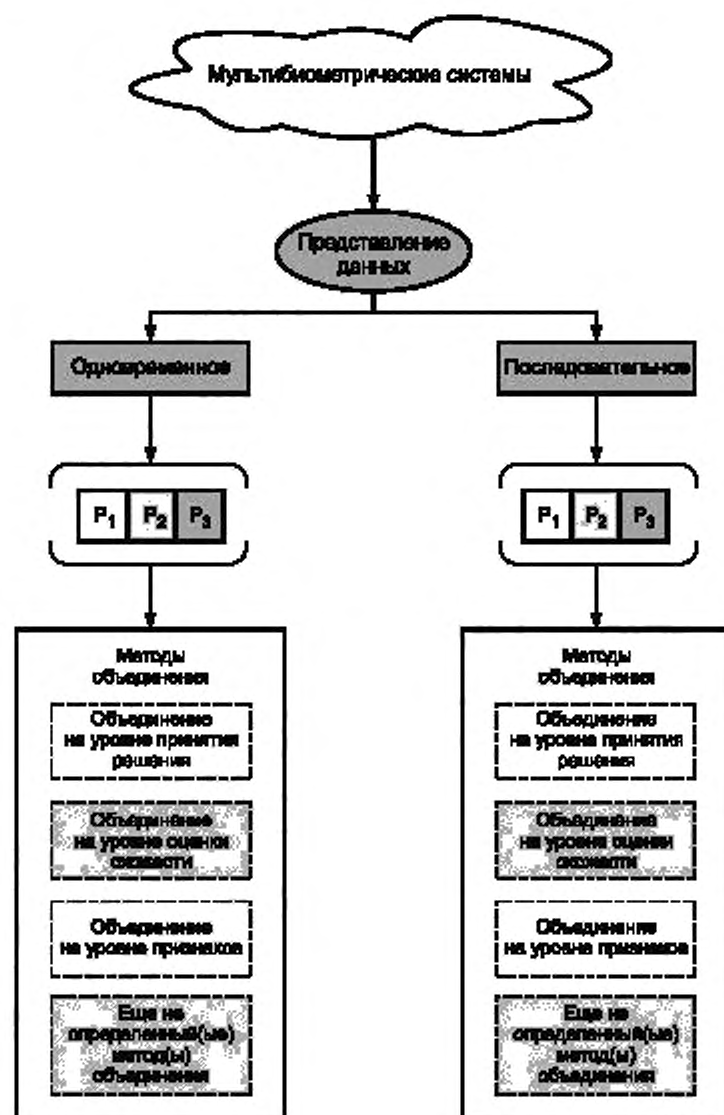 Мультибиометрические системы
Представление
данных
Одновременное
Последовательное
P₁ P₂ P₃
P₁ P₂ P₃
Методы
объединения
Объединение
на уровне принятия
решения
Объединение
на уровне оценки
схожести
Объединение
на уровне признаков
Еще не
определенный(ые)
метод(ы)
объединения
Методы
объединения
Объединение
на уровне принятия
решения
Объединение
на уровне оценки
схожести
Объединение
на уровне признаков
Еще не
определенный(ые)
метод(ы)
объединения